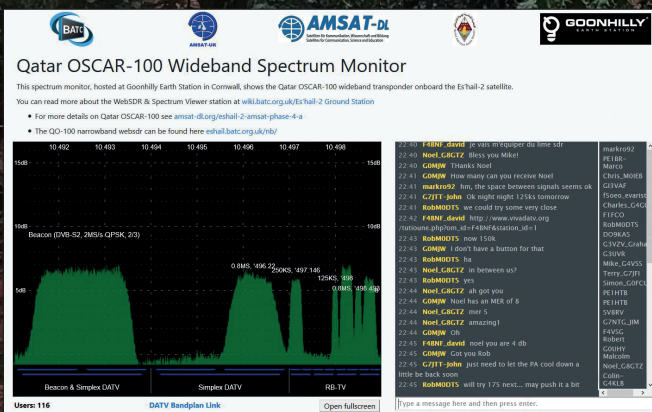 BATC
AMSAT-UK
AMSAT-DL
GOONHILLY
EARTH STATION
Qatar OSCAR-100 Wideband Spectrum Monitor
This spectrum monitor, hosted at Goonhilly Earth Station in Cornwall, shows the Qatar OSCAR-100 wideband transponder onboard the Es'hail-2 satellite.
You can read more about the WebSDR & Spectrum Viewer station at wiki.batc.org.uk/Es'hail-2 Ground Station
• For more details on Qatar OSCAR-100 see amsat-dl.org/eshail-2-amsat-phase-4-a
• The QO-100 narrowband websdr can be found here eshail.batc.org.uk/nb/
10.492 10.493 10.494 10.495 10.496 10.497 10.498
15dB 15dB
10dB 10dB
Beacon (DVB-S2, 2MS/s QPSK, 2/3)
0.8MS, '496.22
250KS, '497.146
125KS, '498
0.8MS, '498
5dB 5dB
Beacon & Simplex DATV Simplex DATV RB-TV
Users: 116 DATV Bandplan Link Open fullscreen
22:40 F4BNF_david je vais m'équiper du lime sdr
22:40 Noel_G8GTZ Bless you Mike!
22:40 G0MJW THanks Noel
22:41 G0MJW How many can you receive Noel
22:41 markro92 hm, the space between signals seems ok
22:41 G7JTT-John Ok night night 125ks tomorrow
22:41 RobM0DTS we could try some very close
22:42 F4BNF_david http://www.vivadatv.org
/tutioune.php?om_id=F4BNF&station_id=1
22:43 RobM0DTS now 150k
22:43 G0MJW I don't have a button for that
22:43 RobM0DTS ha
22:43 Noel_G8GTZ in between us?
22:43 RobM0DTS yes
22:43 Noel_G8GTZ ah got you
22:44 G0MJW Noel has an MER of 8
22:44 Noel_G8GTZ mer 5
22:44 Noel_G8GTZ amazing1
22:44 G0MJW Oh
22:45 F4BNF_david noel you are 4 db
22:45 G0MJW Got you Rob
22:45 G7JTT-John just need to let the PA cool down a
little be back soon
22:45 RobM0DTS will try 175 next... may push it a bit
Type a message here and then press enter.
markro92
PE1BR-
Marco
Chris_M0IEB
GI3VAF
f5oeo_evarist
Charles_G4G
F1FCO
RobM0DTS
DO9KAS
G3VZV_Graha
G3UVR
Mike_G4VSS
Terry_G7JFI
Simon_G0FC
PE1HTB
PE1HTB
SV8RV
G7NTG_JIM
F4VSG
Robert
G0UHY
Malcolm
Noel_G8GTZ
Colin-
G4KLB